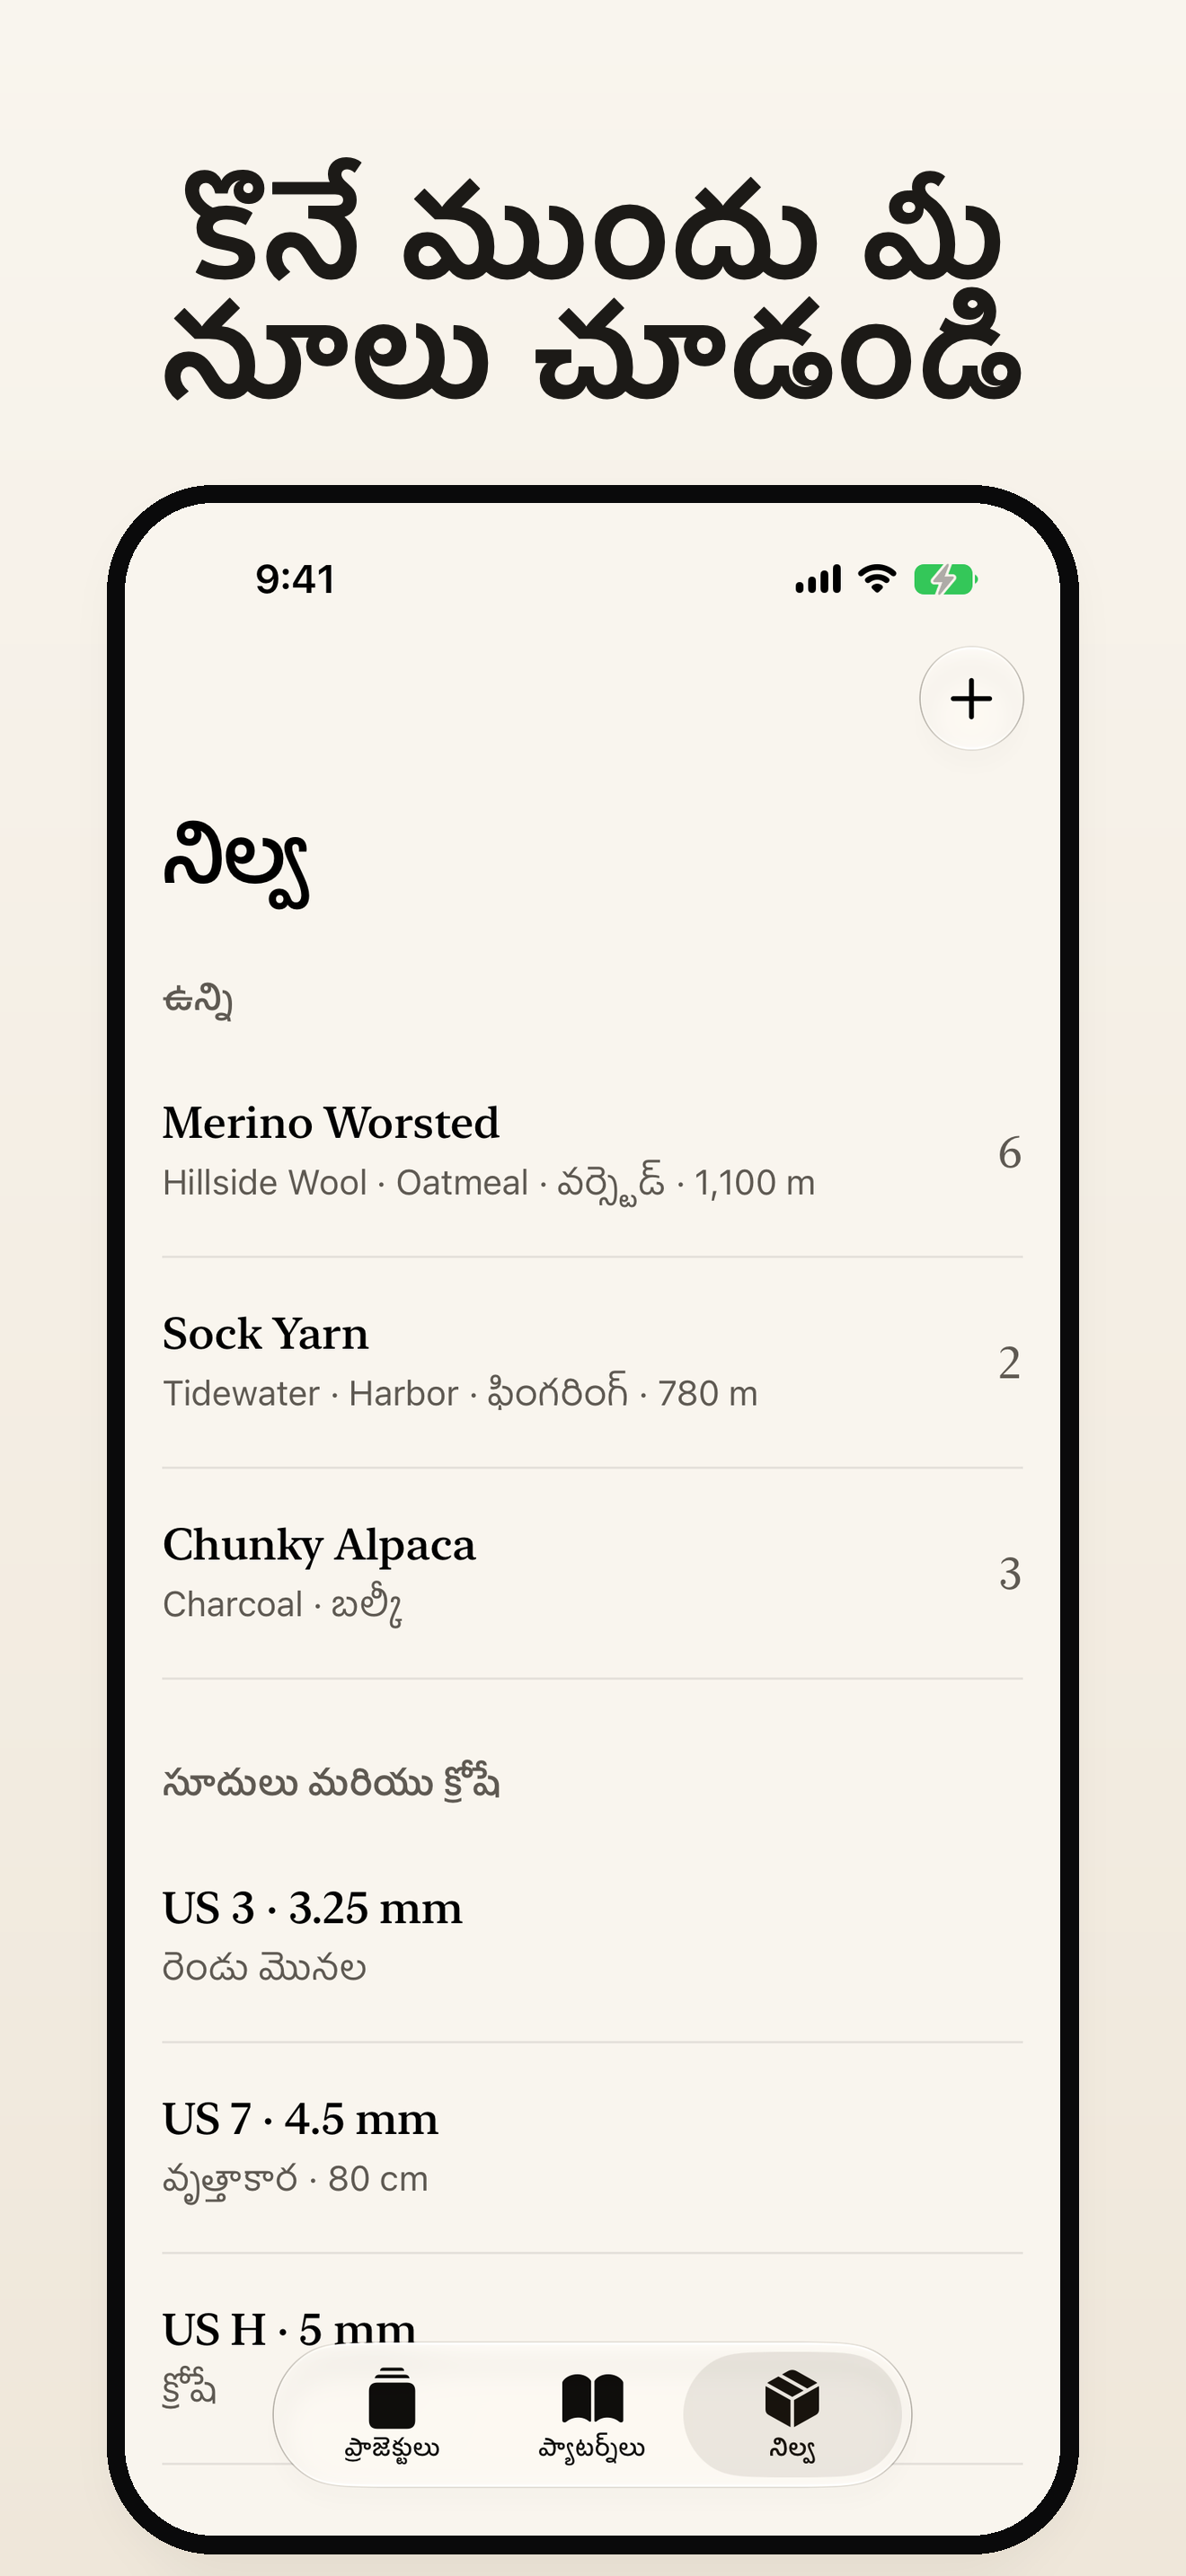 కొనే ముందు మీ
నూలు చూడండి
9:41
నిల్వ
ఉన్ని
Merino Worsted
6
Hillside Wool · Oatmeal · వర్స్టెడ్ · 1,100 m
Sock Yarn
2
Tidewater · Harbor · ఫింగరింగ్ · 780 m
Chunky Alpaca
3
Charcoal · బల్కీ
సూదులు మరియు క్రోషే
US 3 · 3.25 mm
రెండు మొనల
US 7 · 4.5 mm
వృత్తాకార · 80 cm
US H · 5 mm
క్రోషే
ప్రాజెక్టులు
ప్యాటర్న్‌లు
నిల్వ